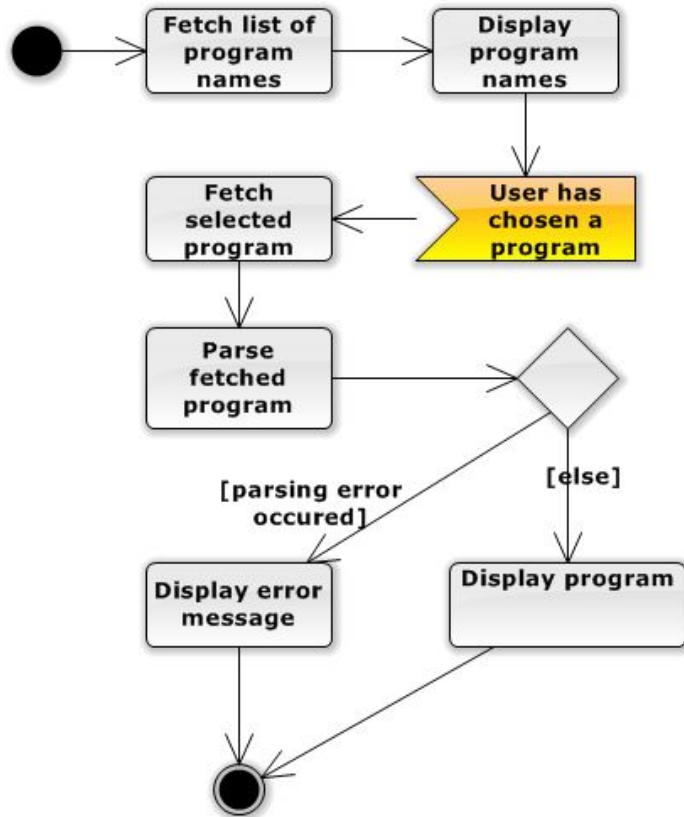 Fetch list of
program
names
Display
program
names
Fetch
selected
program
User has
chosen a
program
Parse
fetched
program
[parsing error
occured]
[else]
Display error
message
Display program